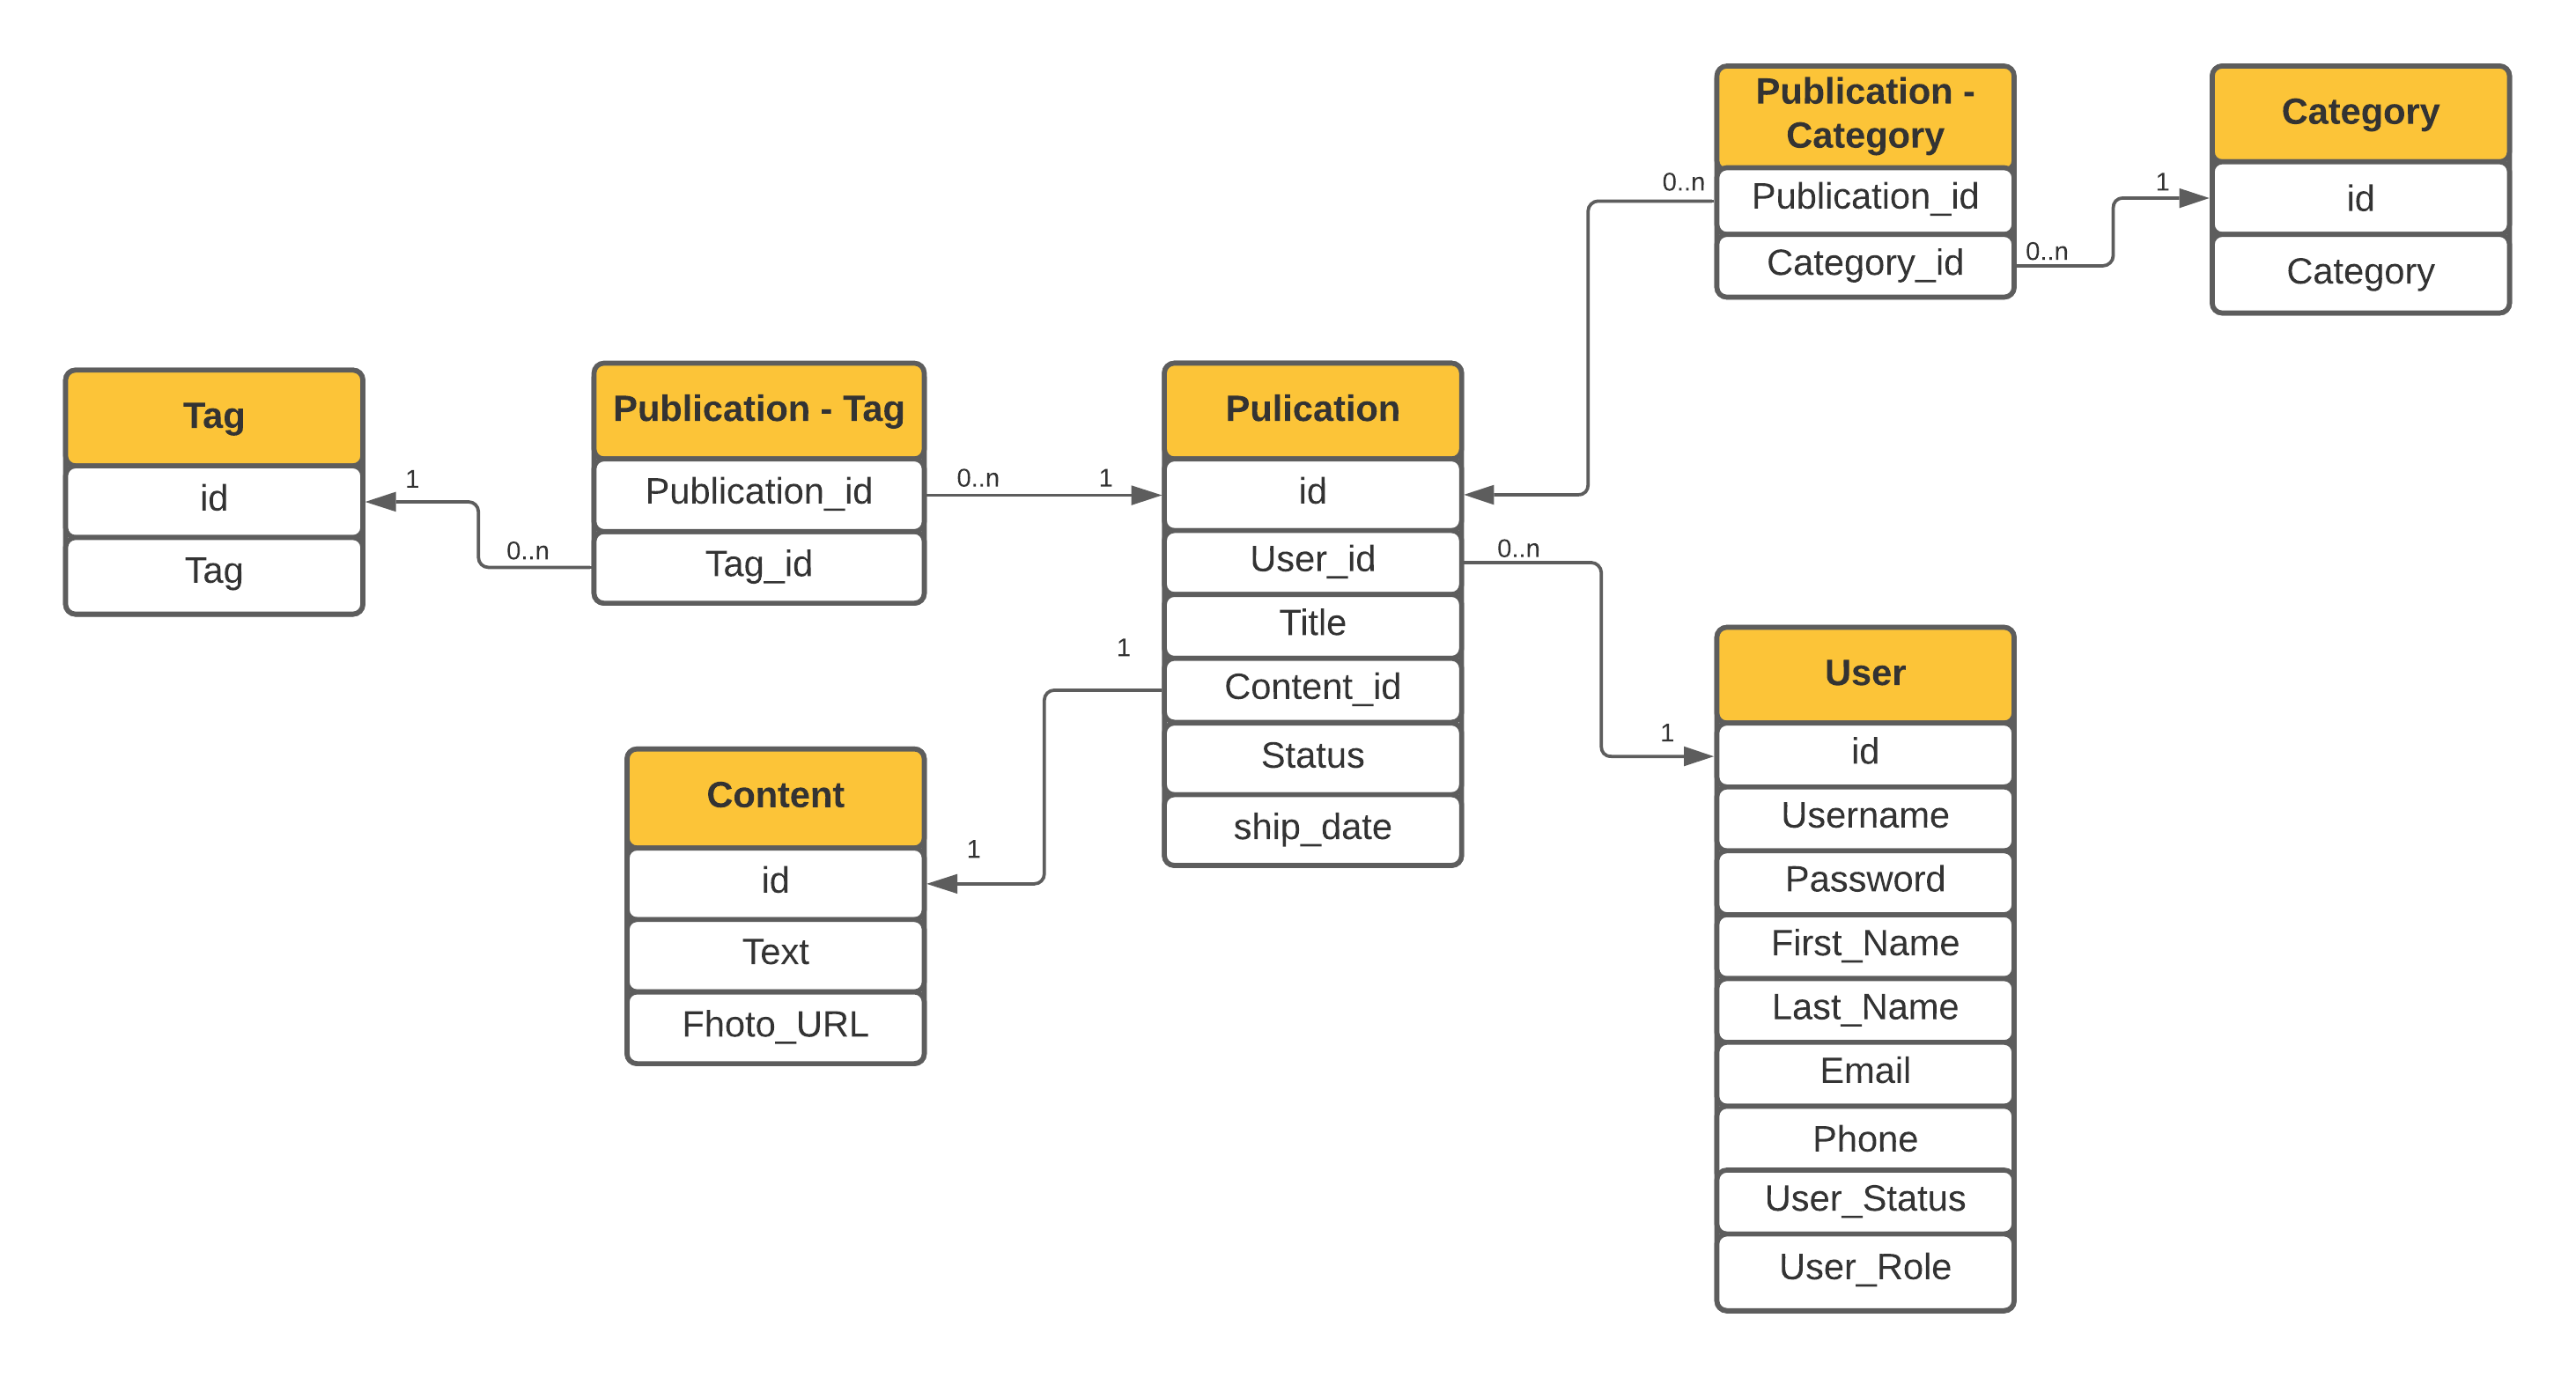 Publication -
Category
Publication_id
Category_id
0..n
0..n
1
Category
id
Category
Tag
id
Tag
1
0..n
Publication - Tag
Publication_id
Tag_id
0..n
1
Pulication
id
User_id
Title
Content_id
Status
ship_date
0..n
1
1
1
Content
id
Text
Fhoto_URL
User
id
Username
Password
First_Name
Last_Name
Email
Phone
User_Status
User_Role